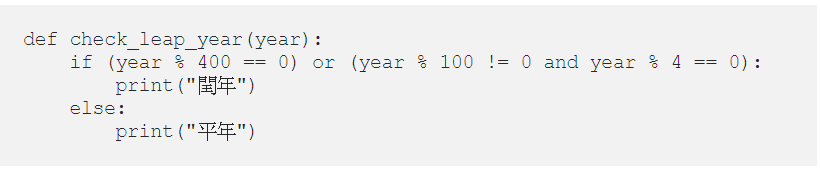 def check_leap_year(year):
    if (year % 400 == 0) or (year % 100 != 0 and year % 4 == 0):
        print("閏年")
    else:
        print("平年")